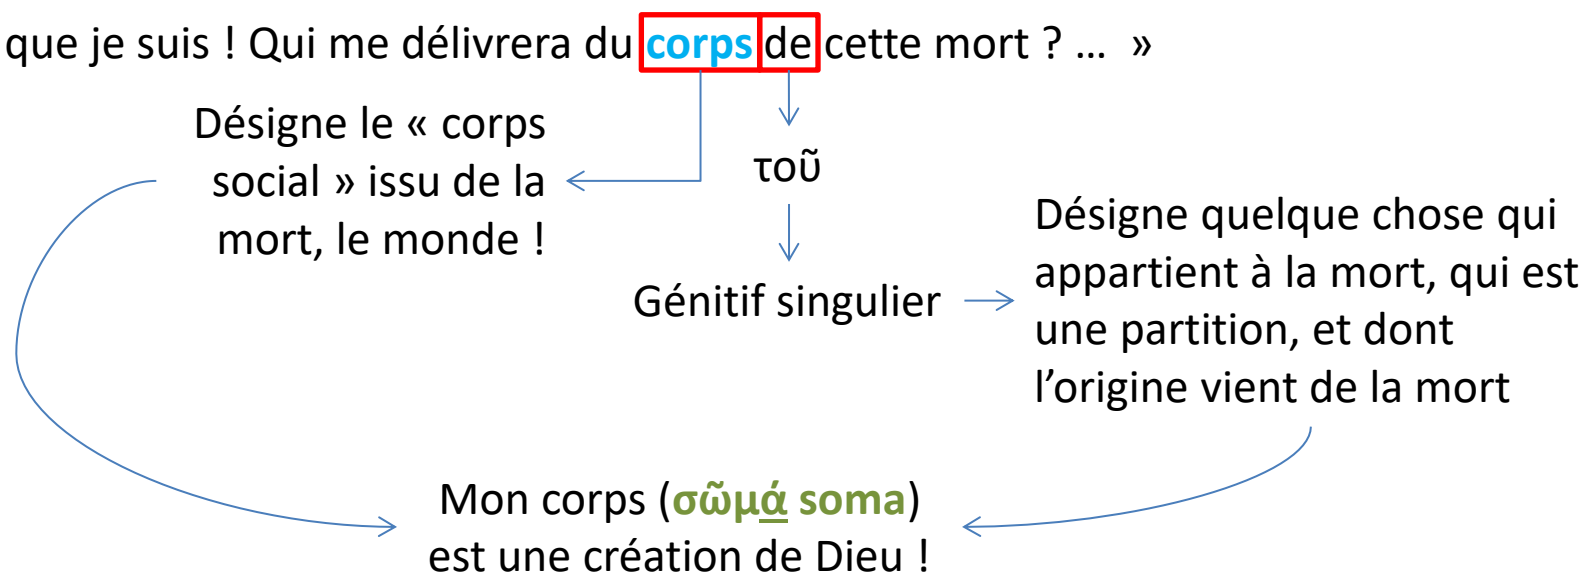 que je suis ! Qui me délivrera du corps de cette mort ? ... »
Désigne le « corps
social » issu de la
mort, le monde !
τοῦ
Génitif singulier
Désigne quelque chose qui
appartient à la mort, qui est
une partition, et dont
l’origine vient de la mort
Mon corps (σῶμά soma)
est une création de Dieu !